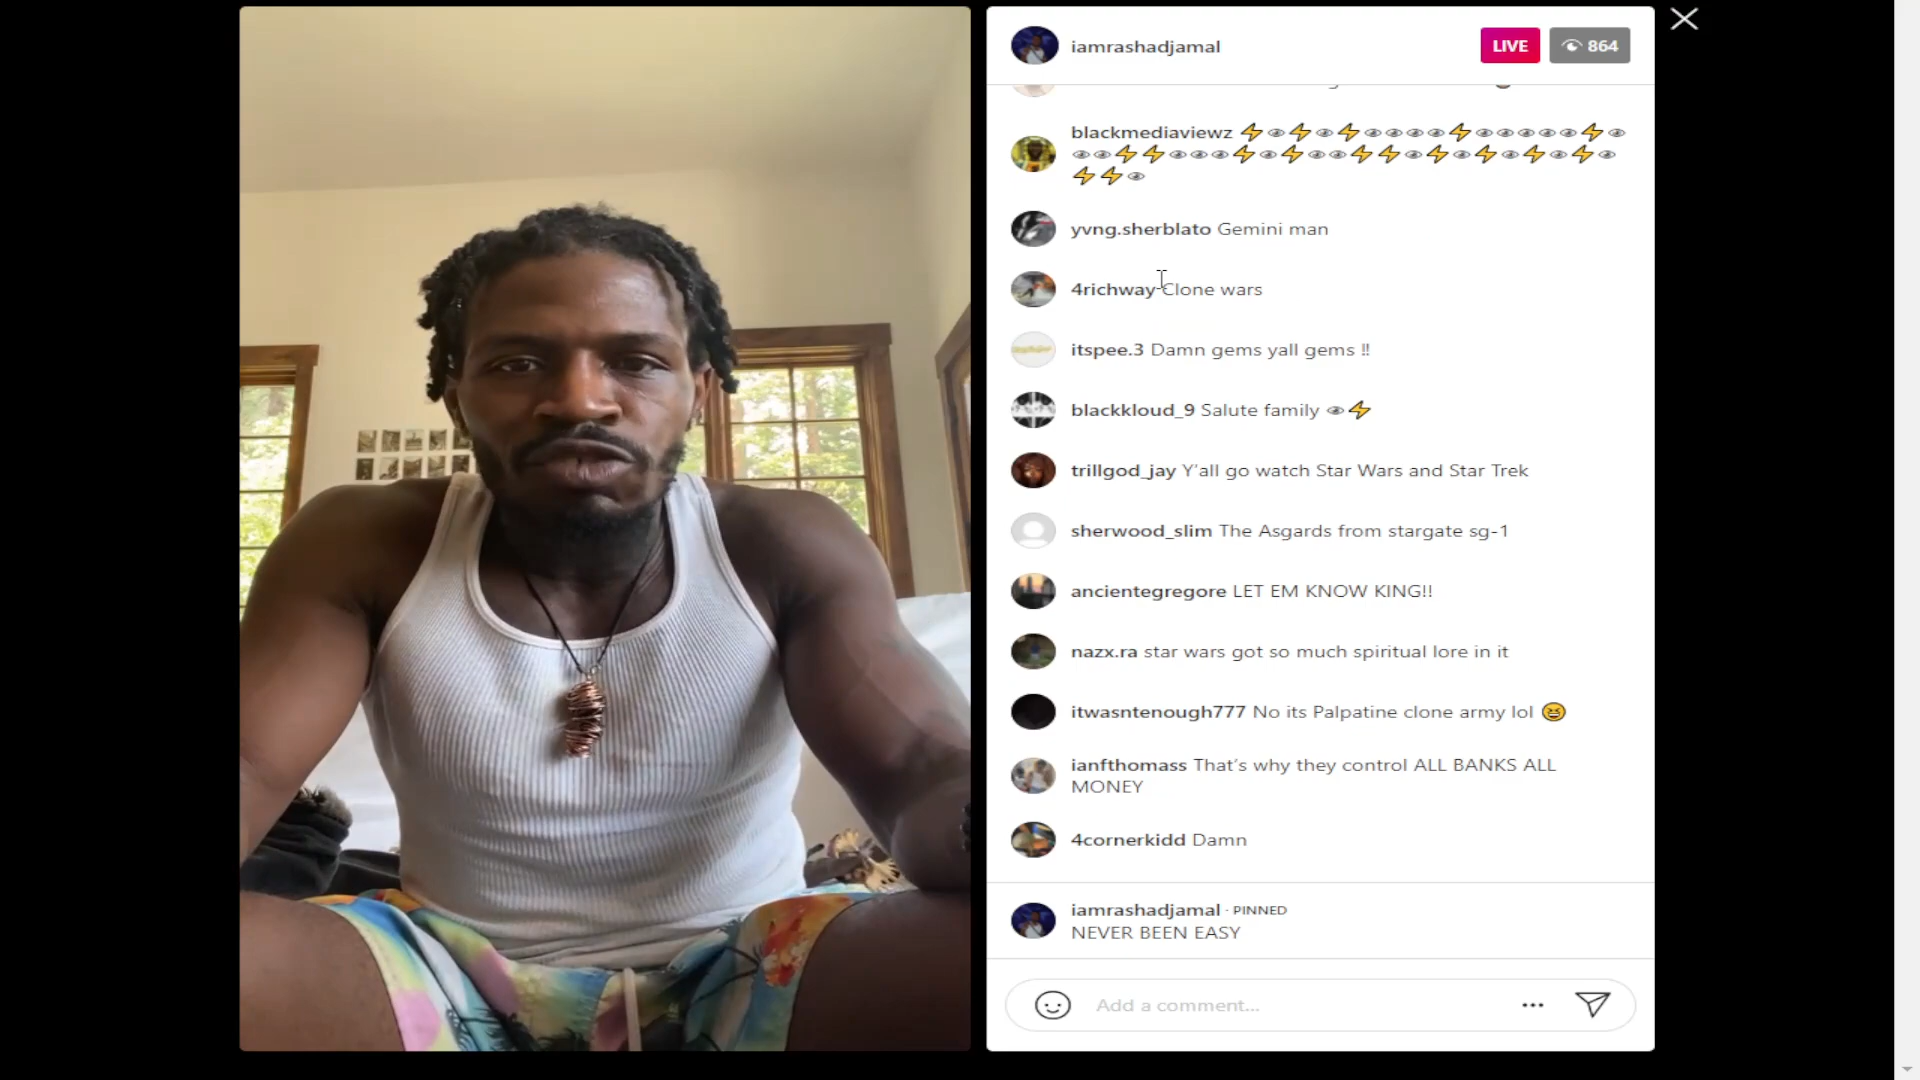 iamrashadjamal
LIVE
864
blackmediaviewz ⚡👁⚡👁⚡👁👁👁👁⚡👁👁👁👁👁⚡👁
👁👁⚡⚡👁👁👁⚡👁⚡👁👁⚡⚡👁⚡👁⚡👁⚡👁⚡👁
⚡⚡👁
yvng.sherblato Gemini man
4richway Clone wars
itspee.3 Damn gems yall gems ‼
blackkloud_9 Salute family 👁⚡
trillgod_jay Y'all go watch Star Wars and Star Trek
sherwood_slim The Asgards from stargate sg-1
ancientegregore LET EM KNOW KING!!
nazx.ra star wars got so much spiritual lore in it
itwasntenough777 No its Palpatine clone army lol 😆
ianfthomass That's why they control ALL BANKS ALL
MONEY
4cornerkidd Damn
iamrashadjamal · PINNED
NEVER BEEN EASY
Add a comment...